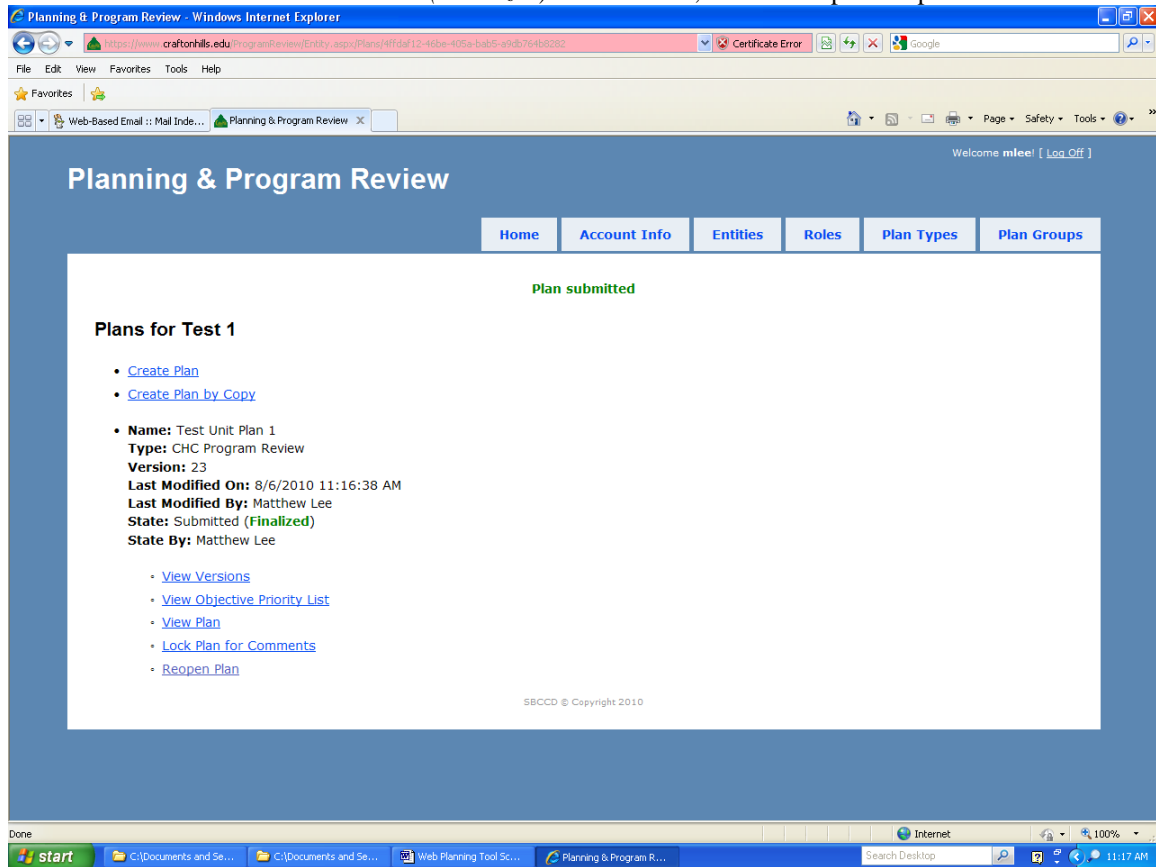 Planning & Program Review - Windows Internet Explorer
https://www.craftonhills.edu/ProgramReview/Entity.aspx/Plans/4ffdaf12-46be-405a-bab5-a9db764b8282
Certificate Error
Google
File Edit View Favorites Tools Help
Favorites
Web-Based Email :: Mail Inde...
Planning & Program Review
Page Safety Tools
Welcome mlee! [ Log Off ]
Planning & Program Review
Home Account Info Entities Roles Plan Types Plan Groups
Plan submitted
Plans for Test 1
• Create Plan
• Create Plan by Copy
• Name: Test Unit Plan 1
Type: CHC Program Review
Version: 23
Last Modified On: 8/6/2010 11:16:38 AM
Last Modified By: Matthew Lee
State: Submitted (Finalized)
State By: Matthew Lee
◦ View Versions
◦ View Objective Priority List
◦ View Plan
◦ Lock Plan for Comments
◦ Reopen Plan
SBCCD © Copyright 2010
Done
Internet
100%
start
C:\Documents and Se...
C:\Documents and Se...
Web Planning Tool Sc...
Planning & Program R...
Search Desktop
11:17 AM